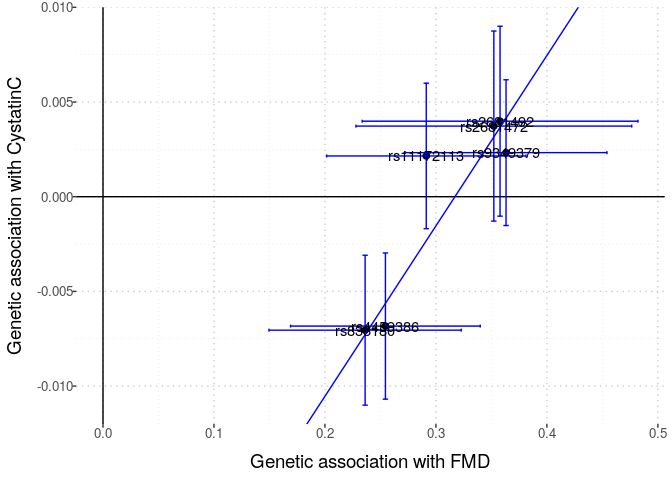 Genetic association with CystatinC
0.010
0.005
0.000
-0.005
-0.010
rs2681472
rs11172113
rs9349379
0.0
0.1
0.2
0.3
0.4
0.5
Genetic association with FMD